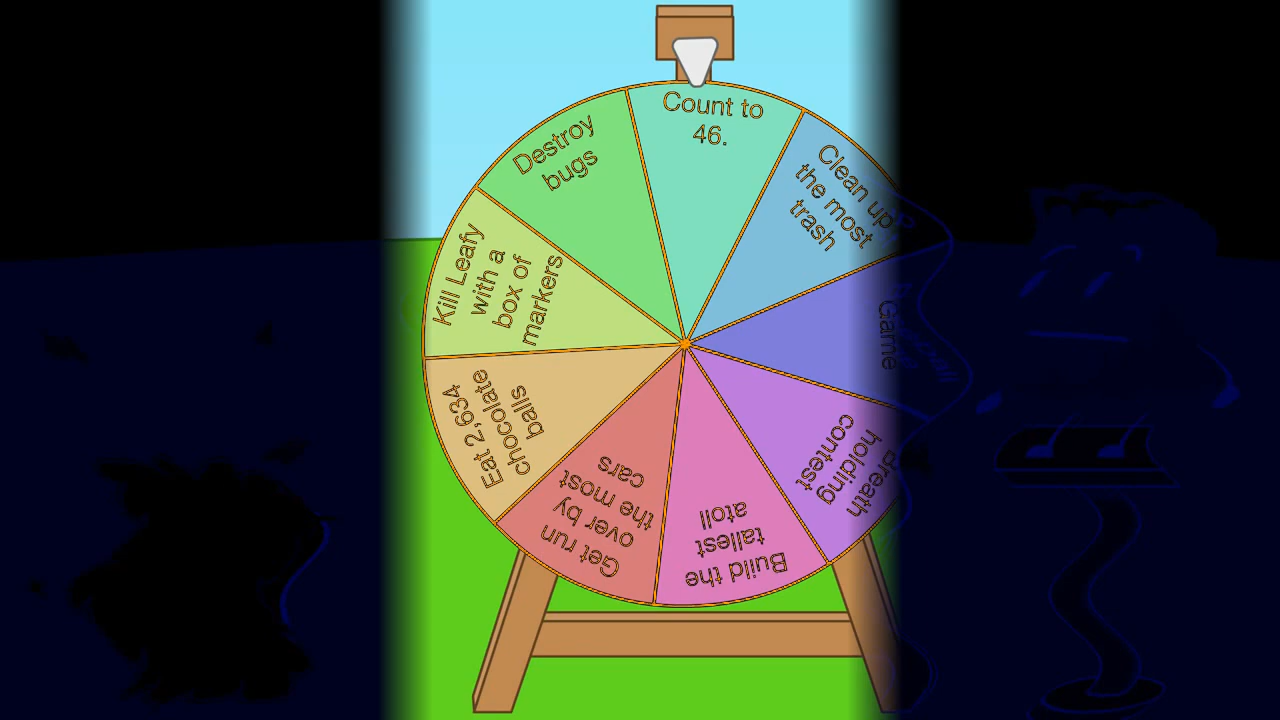 Count to
46.
Clean up
the most
trash
Game
Breath
holding
contest
Build the
tallest
atoll
Get run
over by
the most
cars
Eat 2,634
chocolate
balls
Kill Leafy
with a
box of
markers
Destroy
bugs